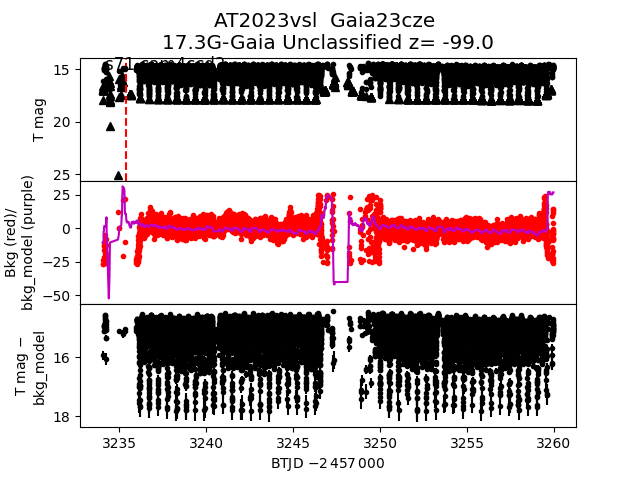 AT2023vsl  Gaia23cze
17.3G-Gaia Unclassified z= -99.0
15
20
25
T mag
25
0
−25
−50
Bkg (red)/
bkg_model (purple)
16
18
T mag −
bkg_model
3235
3240
3245
3250
3255
3260
BTJD −2 457 000